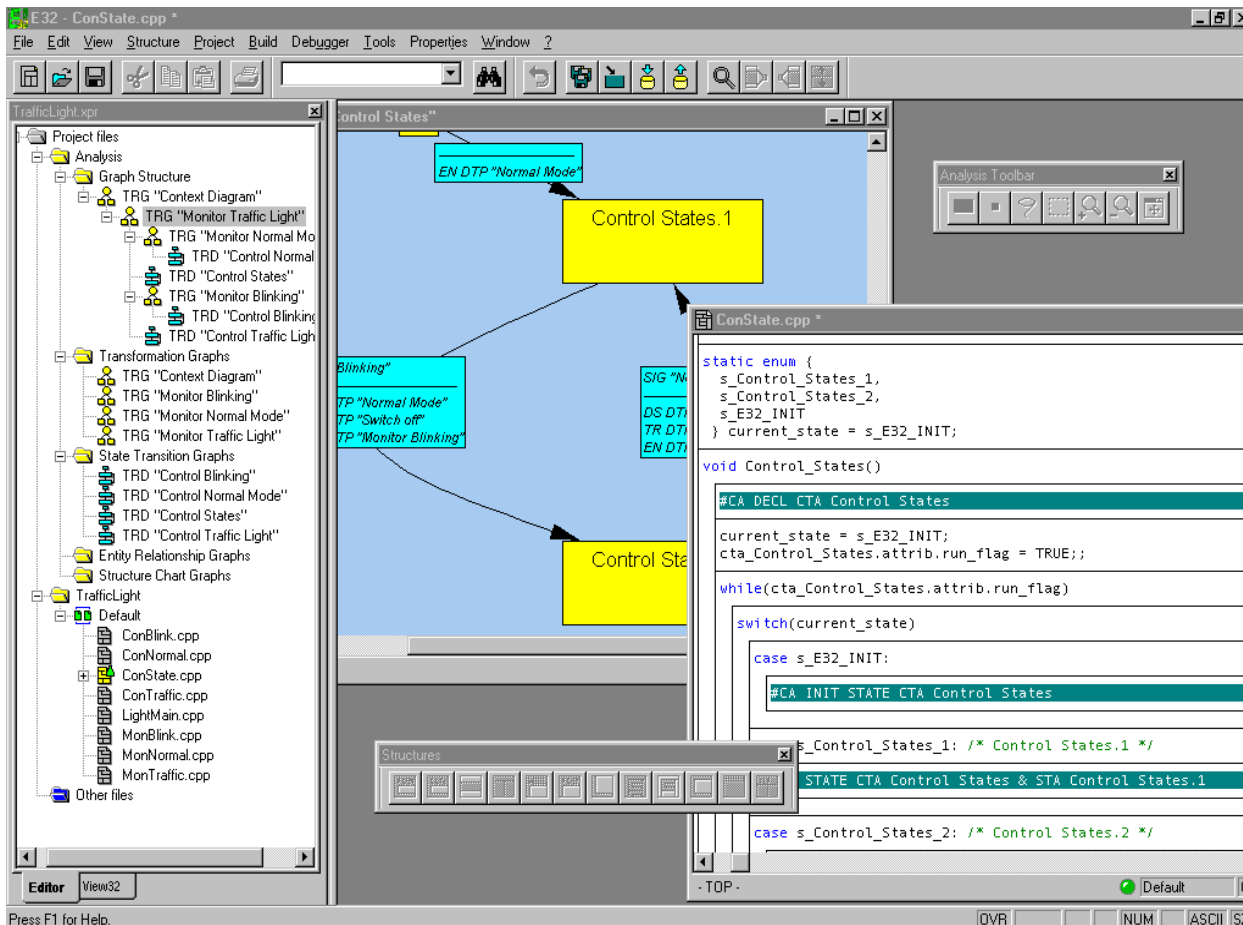 E32 - ConState.cpp *
File Edit View Structure Project Build Debugger Tools Properties Window ?
TrafficLight.xpr
Project files
Analysis
Graph Structure
TRG "Context Diagram"
TRG "Monitor Traffic Light"
TRG "Monitor Normal Mo
TRD "Control Normal
TRD "Control States"
TRG "Monitor Blinking"
TRD "Control Blinking
TRD "Control Traffic Ligh
Transformation Graphs
TRG "Context Diagram"
TRG "Monitor Blinking"
TRG "Monitor Normal Mode"
TRG "Monitor Traffic Light"
State Transition Graphs
TRD "Control Blinking"
TRD "Control Normal Mode"
TRD "Control States"
TRD "Control Traffic Light"
Entity Relationship Graphs
Structure Chart Graphs
TrafficLight
Default
ConBlink.cpp
ConNormal.cpp
ConState.cpp
ConTraffic.cpp
LightMain.cpp
MonBlink.cpp
MonNormal.cpp
MonTraffic.cpp
Other files
Editor View32
Control States"
EN DTP "Normal Mode"
Control States.1
Blinking"
TP "Normal Mode"
TP "Switch off"
TP "Monitor Blinking"
SIG "No
DS DT
TR DT
EN DT
Control Sta
Analysis Toolbar
Structures
ConState.cpp *
static enum {
s_Control_States_1,
s_Control_States_2,
s_E32_INIT
} current_state = s_E32_INIT;
void Control_States()
#CA DECL CTA Control States
current_state = s_E32_INIT;
cta_Control_States.attrib.run_flag = TRUE;;
while(cta_Control_States.attrib.run_flag)
switch(current_state)
case s_E32_INIT:
#CA INIT STATE CTA Control States
s_Control_States_1: /* Control States.1 */
STATE CTA Control States & STA Control States.1
case s_Control_States_2: /* Control States.2 */
- TOP -
Default
Press F1 for Help.
OVR NUM ASCII